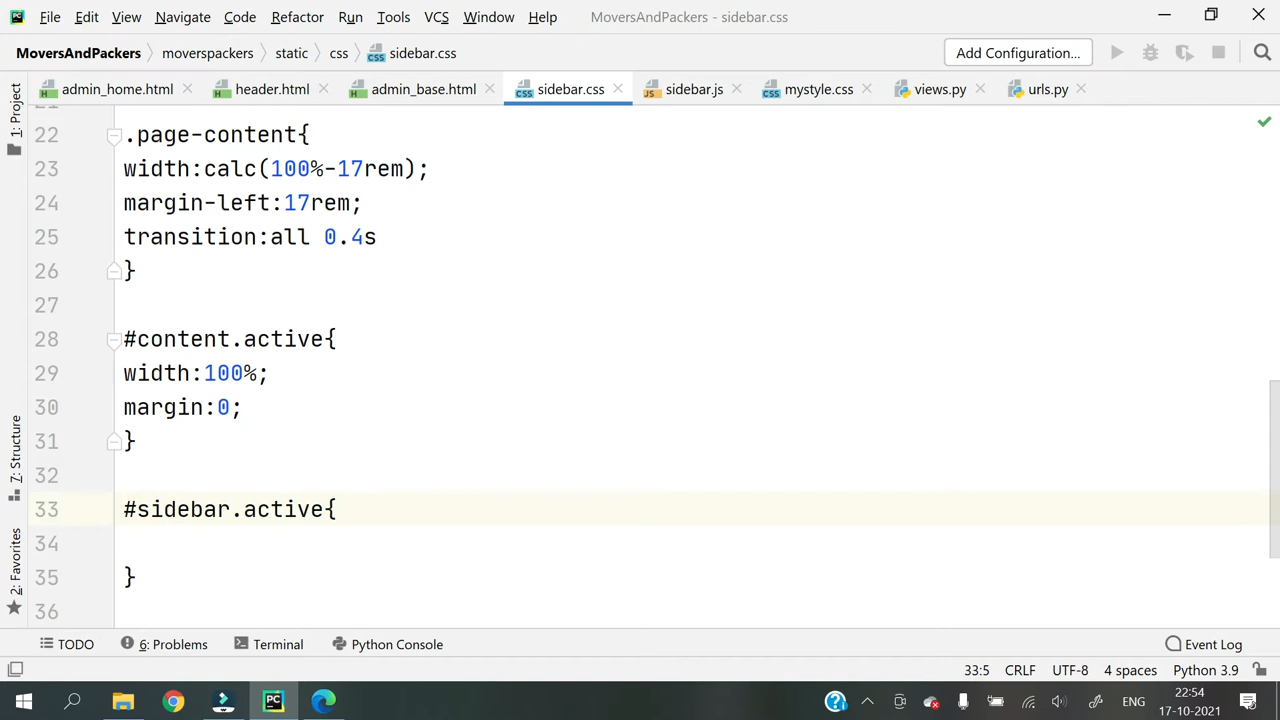 File Edit View Navigate Code Refactor Run Tools VCS Window Help MoversAndPackers - sidebar.css
MoversAndPackers moverspackers static css sidebar.css Add Configuration...
admin_home.html header.html admin_base.html sidebar.css sidebar.js mystyle.css views.py urls.py
1: Project
7: Structure
2: Favorites
22 .page-content{
23 width:calc(100%-17rem);
24 margin-left:17rem;
25 transition:all 0.4s
26 }
27
28 #content.active{
29 width:100%;
30 margin:0;
31 }
32
33 #sidebar.active{
34
35 }
36
TODO 6: Problems Terminal Python Console Event Log
33:5 CRLF UTF-8 4 spaces Python 3.9
ENG 22:54
17-10-2021